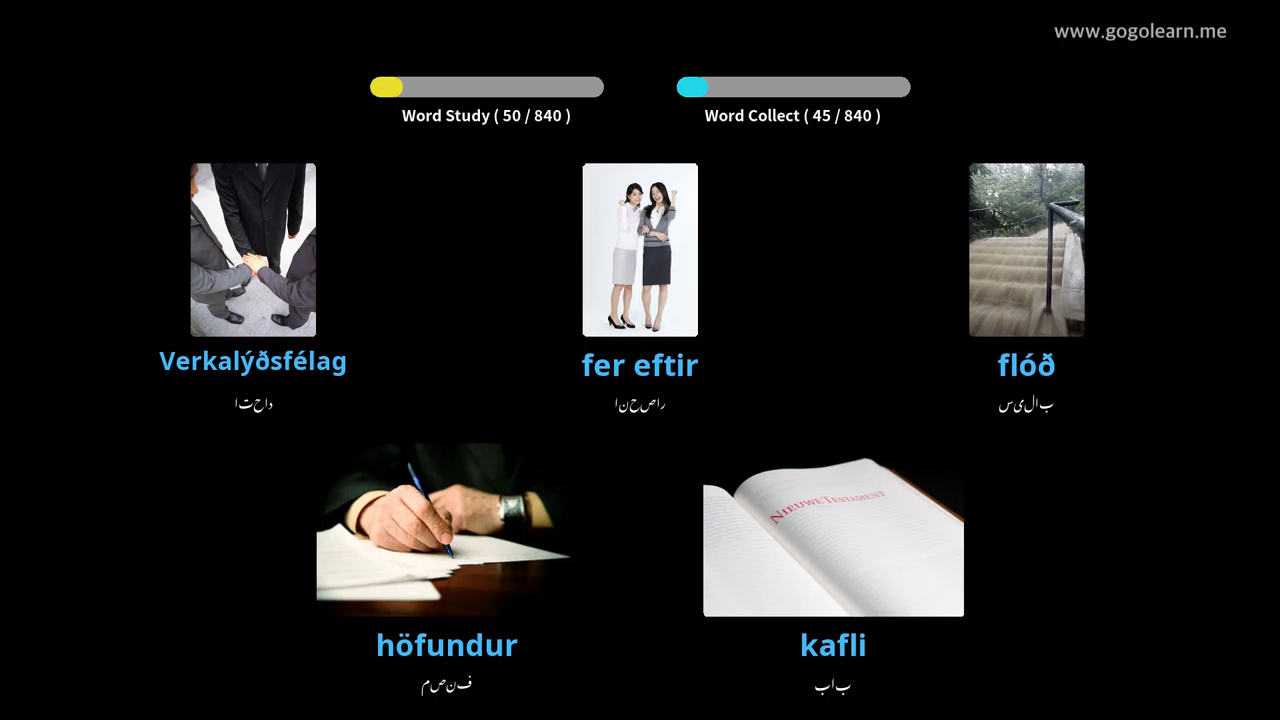 www.gogolearn.me
Word Study ( 50 / 840 )
Word Collect ( 45 / 840 )
Verkalýðsfélag
اتحاد
fer eftir
انحصار
flóð
سیلاب
höfundur
مصنف
kafli
باب
NIEUWE TESTAMENT